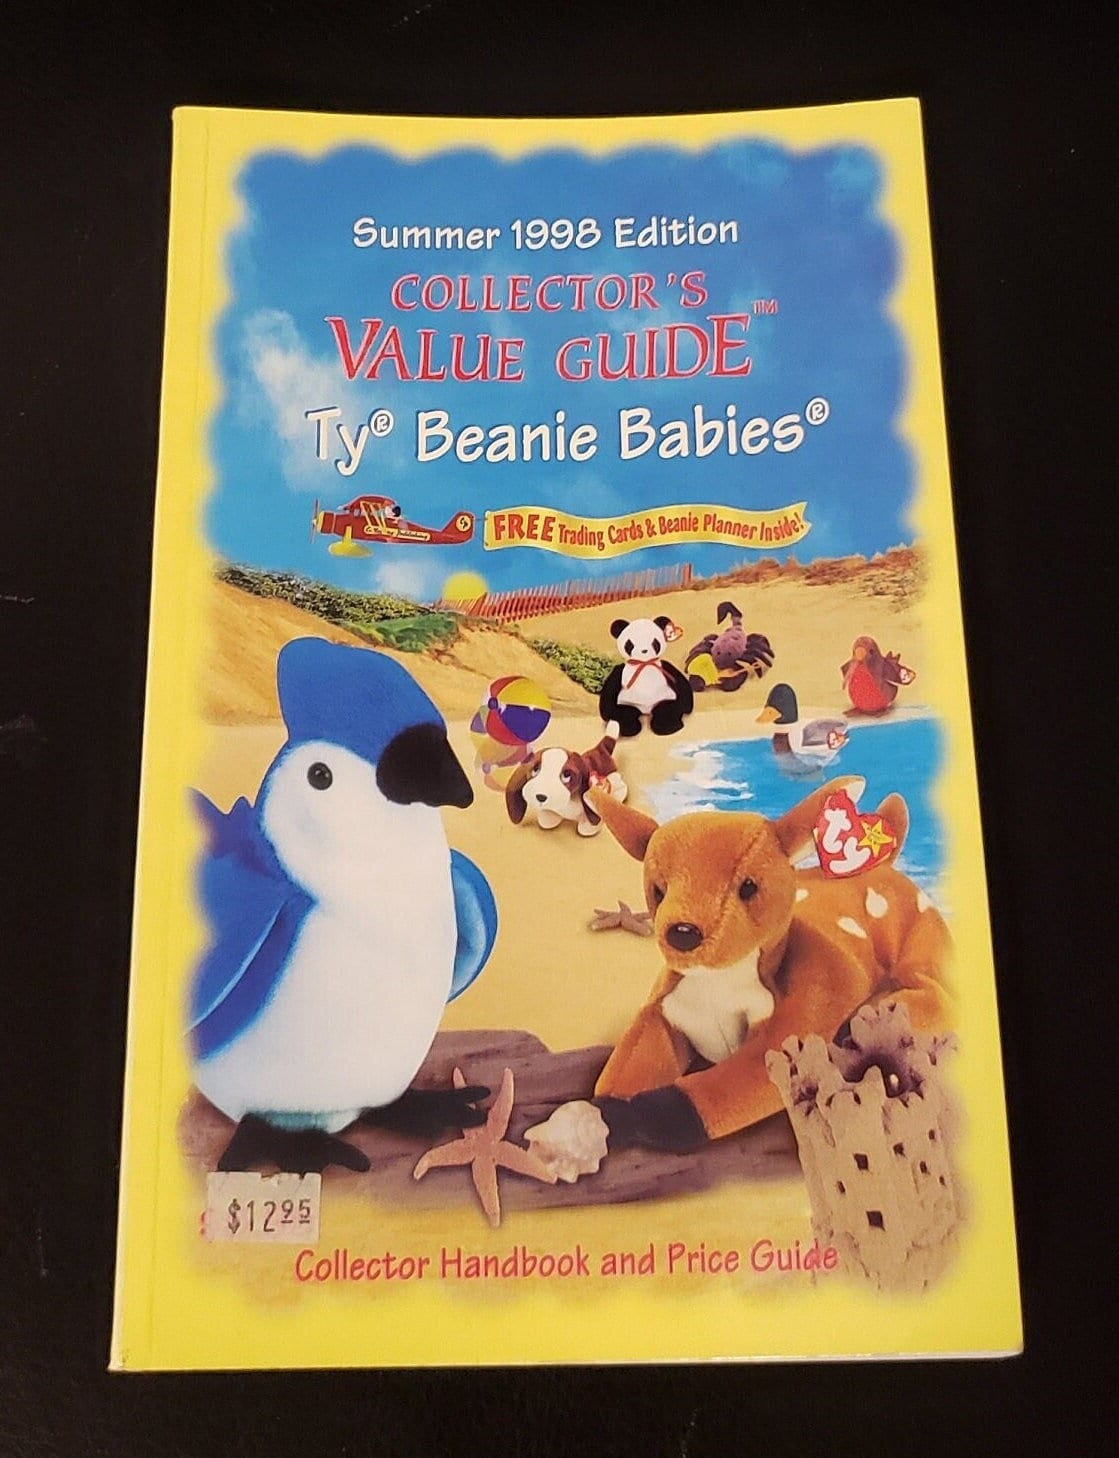 Summer 1998 Edition
COLLECTOR'S
VALUE GUIDE™
Ty® Beanie Babies®
FREE Trading Cards & Beanie Planner Inside!
ty
$12.95
Collector Handbook and Price Guide